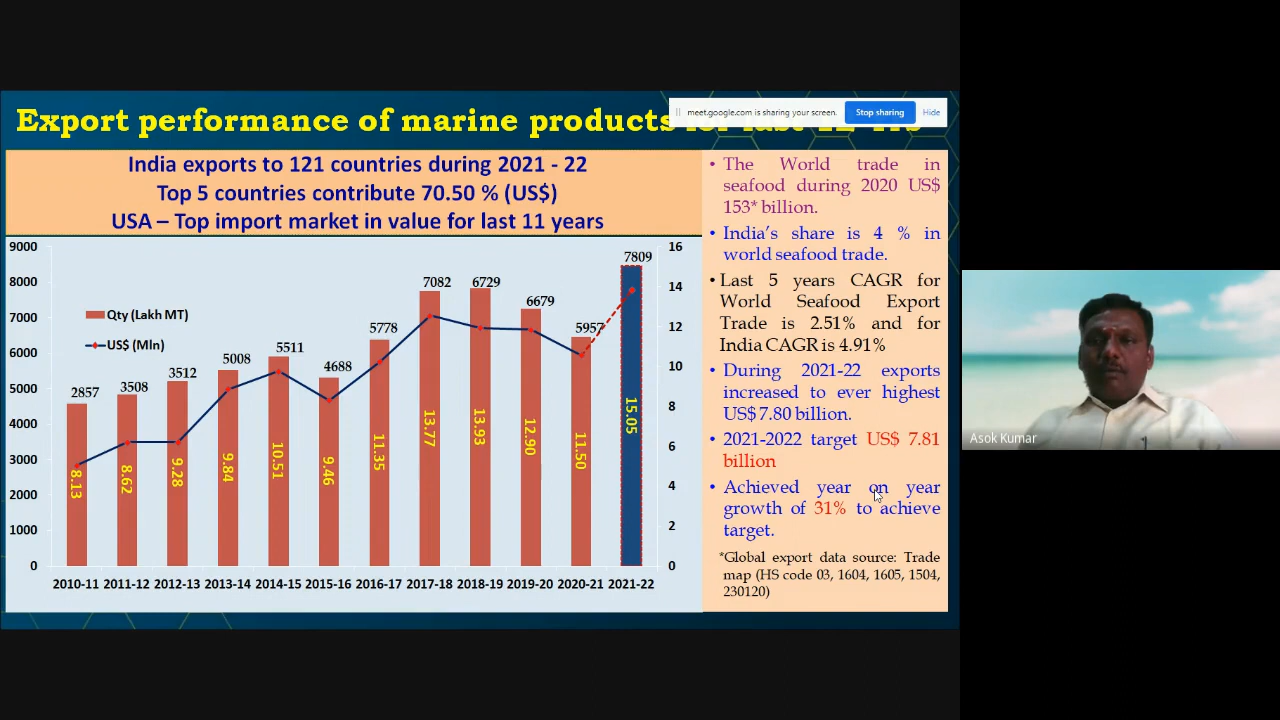 Export performance of marine products
meet.google.com is sharing your screen.
Stop sharing
Hide
India exports to 121 countries during 2021 - 22
Top 5 countries contribute 70.50 % (US$)
USA – Top import market in value for last 11 years
9000
8000
7000
6000
5000
4000
3000
2000
1000
0
16
14
12
10
8
6
4
2
0
Qty (Lakh MT)
US$ (Mln)
2857
3508
3512
5008
5511
4688
5778
7082
6729
6679
5957
7809
8.13
8.62
9.28
9.84
10.51
9.46
11.35
13.77
13.93
12.90
11.50
15.05
2010-11 2011-12 2012-13 2013-14 2014-15 2015-16 2016-17 2017-18 2018-19 2019-20 2020-21 2021-22
• The World trade in
seafood during 2020 US$
153* billion.
• India's share is 4 % in
world seafood trade.
• Last 5 years CAGR for
World Seafood Export
Trade is 2.51% and for
India CAGR is 4.91%
• During 2021-22 exports
increased to ever highest
US$ 7.80 billion.
• 2021-2022 target US$ 7.81
billion
• Achieved year on year
growth of 31% to achieve
target.
*Global export data source: Trade
map (HS code 03, 1604, 1605, 1504,
230120)
Asok Kumar